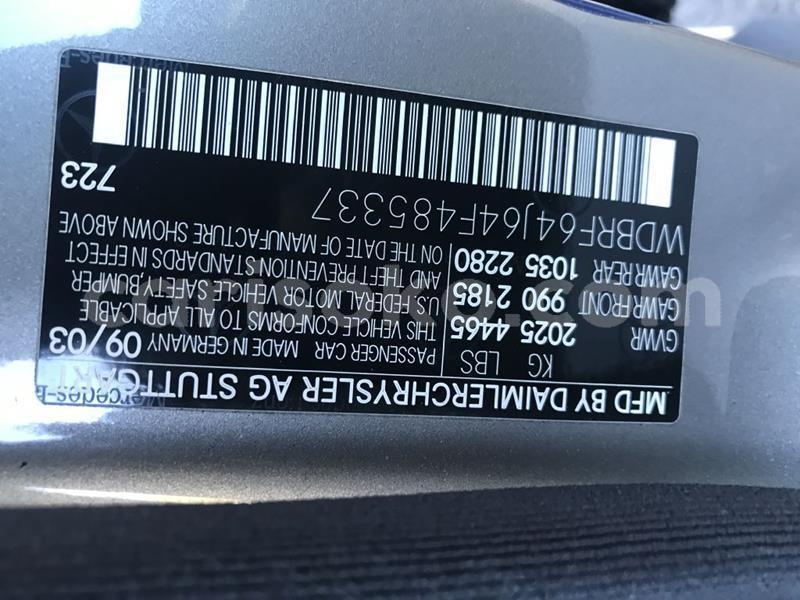 MFD BY DAIMLERCHRYSLER AG STUTTGART
KG LBS
GVWR 2025 4465
GAWR FRONT 990 2185
GAWR REAR 1035 2280
PASSENGER CAR MADE IN GERMANY 09/03
THIS VEHICLE CONFORMS TO ALL APPLICABLE
U.S. FEDERAL MOTOR VEHICLE SAFETY,BUMPER
AND THEFT PREVENTION STANDARDS IN EFFECT
ON THE DATE OF MANUFACTURE SHOWN ABOVE
WDBRF64J64F485337
723